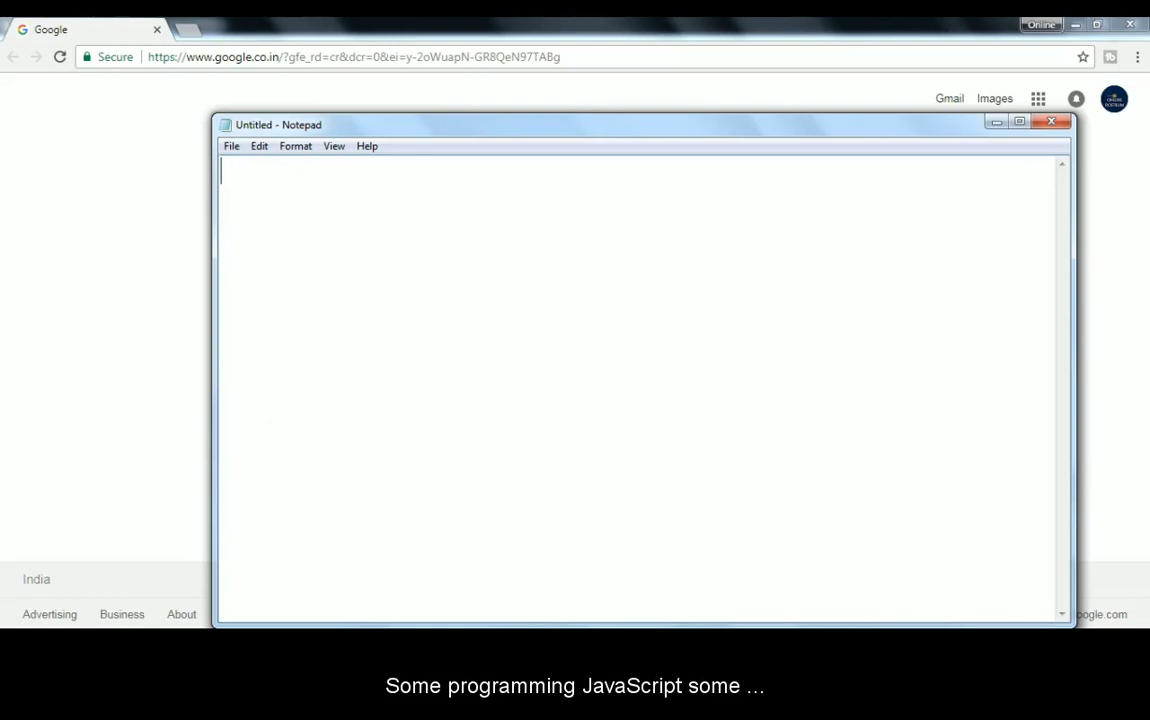 Google
Online
Secure
https://www.google.co.in/?gfe_rd=cr&dcr=0&ei=y-2oWuapN-GR8QeN97TABg
Gmail Images
Untitled - Notepad
File Edit Format View Help
India
Advertising Business About
oogle.com
Some programming JavaScript some ...